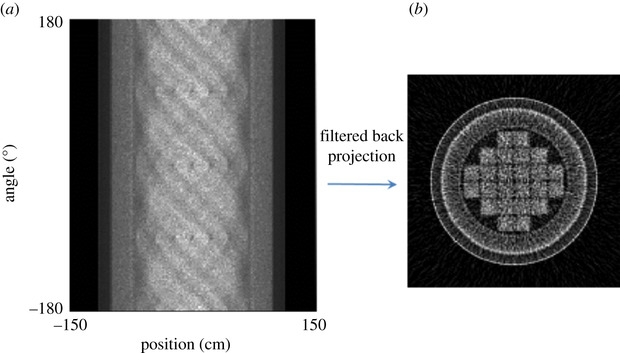 (a)
(b)
180
angle (°)
–180
–150
150
position (cm)
filtered back
projection